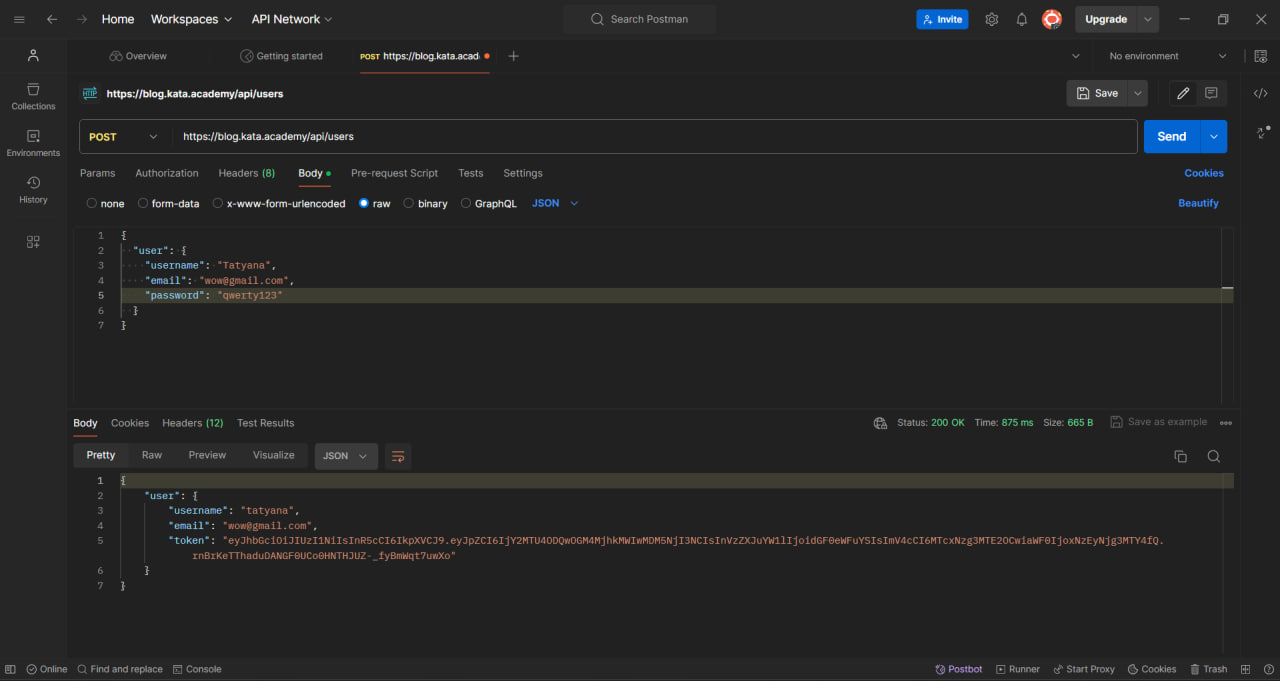 Home Workspaces API Network Search Postman Invite Upgrade
Overview Getting started POST https://blog.kata.acad No environment
HTTP https://blog.kata.academy/api/users Save
Collections
Environments
History
POST https://blog.kata.academy/api/users Send
Params Authorization Headers (8) Body Pre-request Script Tests Settings Cookies
none form-data x-www-form-urlencoded raw binary GraphQL JSON Beautify
1 {
2 "user": {
3 "username": "Tatyana",
4 "email": "wow@gmail.com",
5 "password": "qwerty123"
6 }
7 }
Body Cookies Headers (12) Test Results Status: 200 OK Time: 875 ms Size: 665 B Save as example
Pretty Raw Preview Visualize JSON
1 {
2 "user": {
3 "username": "tatyana",
4 "email": "wow@gmail.com",
5 "token": "eyJhbGciOiJIUzI1NiIsInR5cCI6IkpXVCJ9.eyJpZCI6IjY2MTU4ODQwOGM4MjhkMWIwMDM5NjI3NCIsInVzZXJuYW1lIjoidGF0eWFuYSIsImV4cCI6MTcxNzg3MTE2OCwiaWF0IjoxNzEyNjg3MTY4fQ.
rnBrKeTThaduDANGF0UCo0HNTHJUZ-_fyBmWqt7uwXo"
6 }
7 }
Online Find and replace Console Postbot Runner Start Proxy Cookies Trash